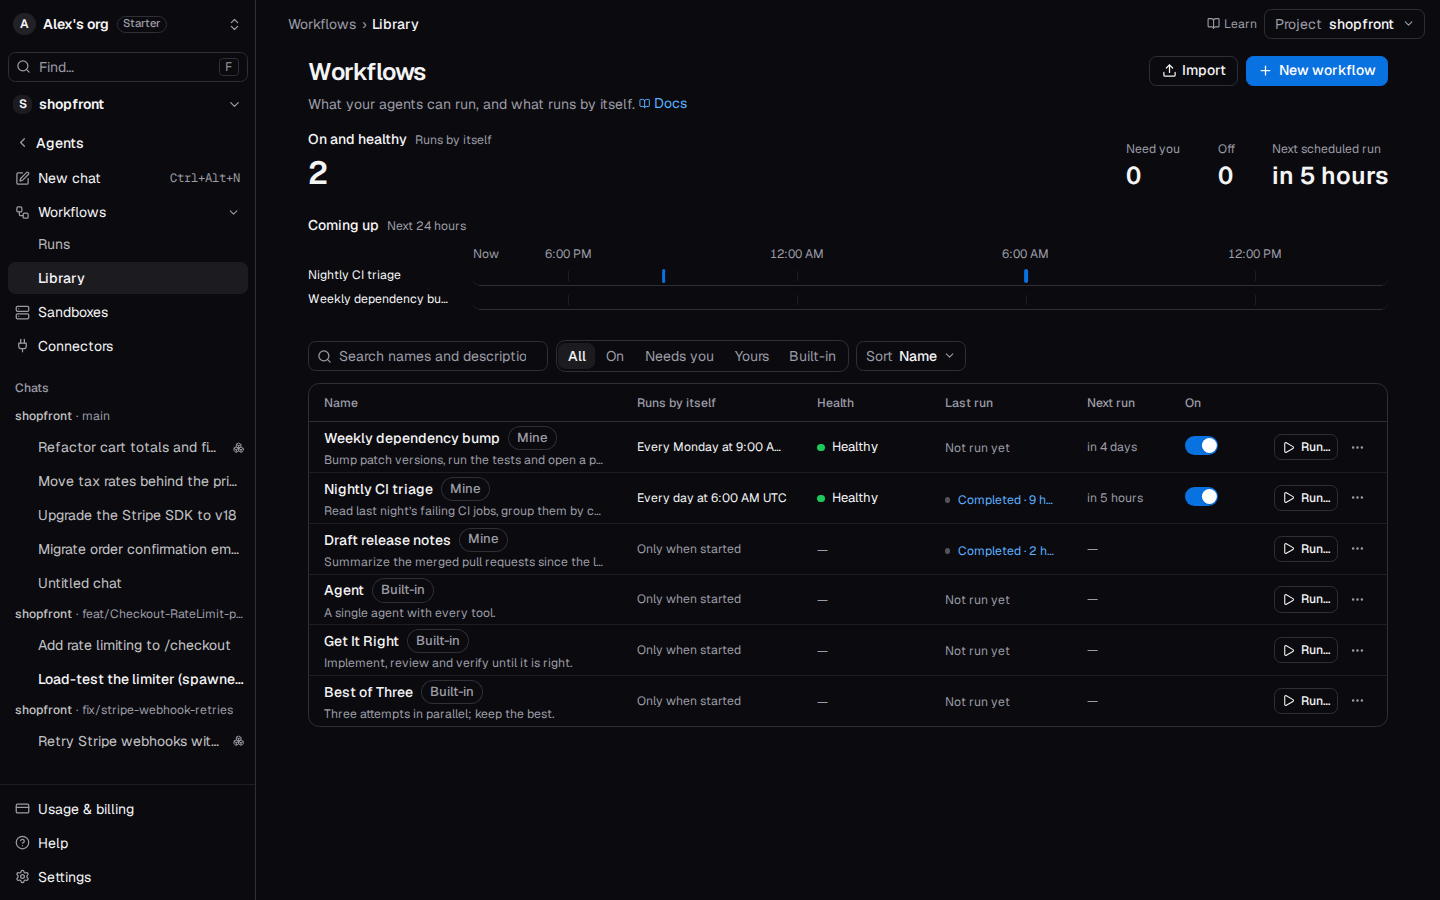 A Alex's org Starter
Find... F
S shopfront
Agents
New chat Ctrl+Alt+N
Workflows
Runs
Library
Sandboxes
Connectors
Chats
shopfront · main
Refactor cart totals and fi...
Move tax rates behind the pri...
Upgrade the Stripe SDK to v18
Migrate order confirmation em...
Untitled chat
shopfront · feat/Checkout-RateLimit-p...
Add rate limiting to /checkout
Load-test the limiter (spawne...
shopfront · fix/stripe-webhook-retries
Retry Stripe webhooks wit...
Usage & billing
Help
Settings
Workflows › Library
Learn
Project shopfront
Workflows
Import
New workflow
What your agents can run, and what runs by itself. Docs
On and healthy Runs by itself
2
Need you Off Next scheduled run
0 0 in 5 hours
Coming up Next 24 hours
Now 6:00 PM 12:00 AM 6:00 AM 12:00 PM
Nightly CI triage
Weekly dependency bu...
Search names and descriptio
All On Needs you Yours Built-in
Sort Name
Name Runs by itself Health Last run Next run On
Weekly dependency bump Mine
Bump patch versions, run the tests and open a p...
Every Monday at 9:00 A... Healthy Not run yet in 4 days Run...
Nightly CI triage Mine
Read last night's failing CI jobs, group them by c...
Every day at 6:00 AM UTC Healthy Completed · 9 h... in 5 hours Run...
Draft release notes Mine
Summarize the merged pull requests since the l...
Only when started — Completed · 2 h... — Run...
Agent Built-in
A single agent with every tool.
Only when started — Not run yet — Run...
Get It Right Built-in
Implement, review and verify until it is right.
Only when started — Not run yet — Run...
Best of Three Built-in
Three attempts in parallel; keep the best.
Only when started — Not run yet — Run...